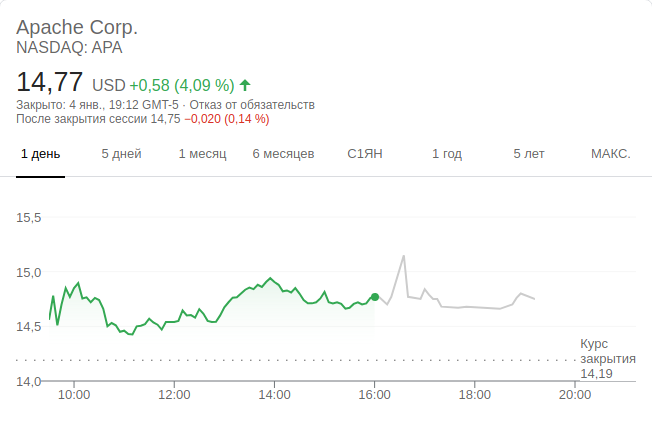 Apache Corp.
NASDAQ: APA
14,77 USD +0,58 (4,09 %)
Закрыто: 4 янв., 19:12 GMT-5 · Отказ от обязательств
После закрытия сессии 14,75 −0,020 (0,14 %)
1 день 5 дней 1 месяц 6 месяцев С1ЯН 1 год 5 лет МАКС.
15,5
15,0
14,5
Курс
закрытия
14,19
14,0
10:00 12:00 14:00 16:00 18:00 20:00